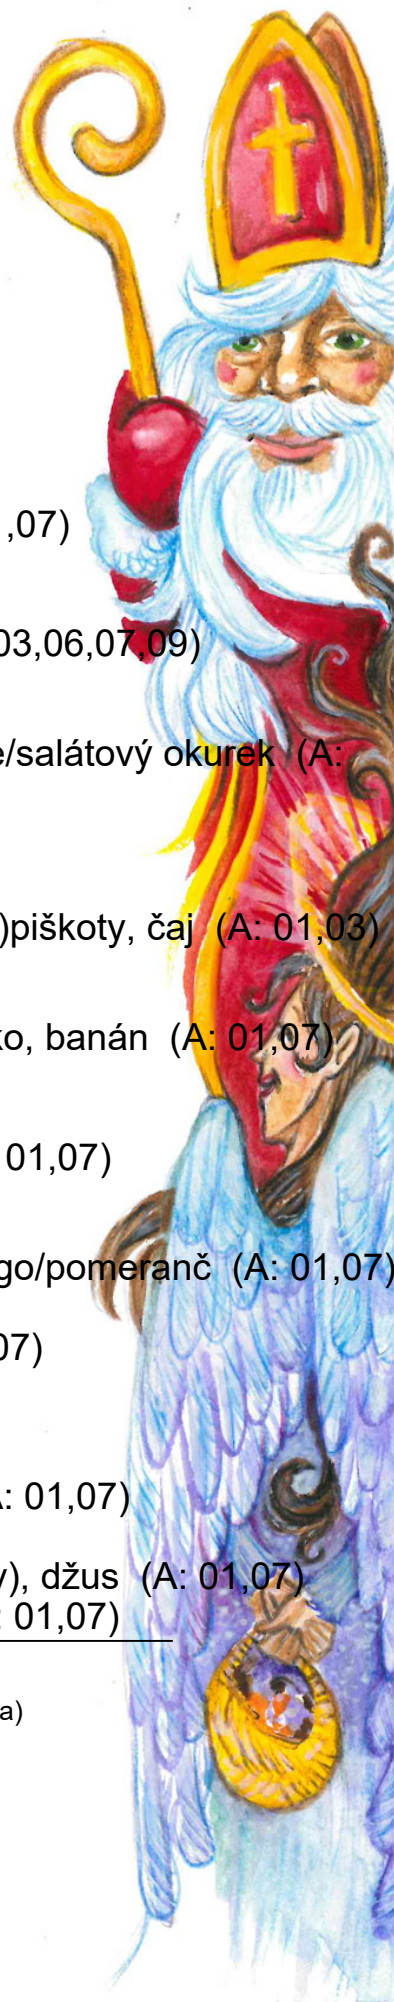 ,07)
03,06,07,09)
e/salátový okurek (A:
)piškoty, čaj (A: 01,03)
ko, banán (A: 01,07)
01,07)
go/pomeranč (A: 01,07)
07)
A: 01,07)
y), džus (A: 01,07)
: 01,07)
a)